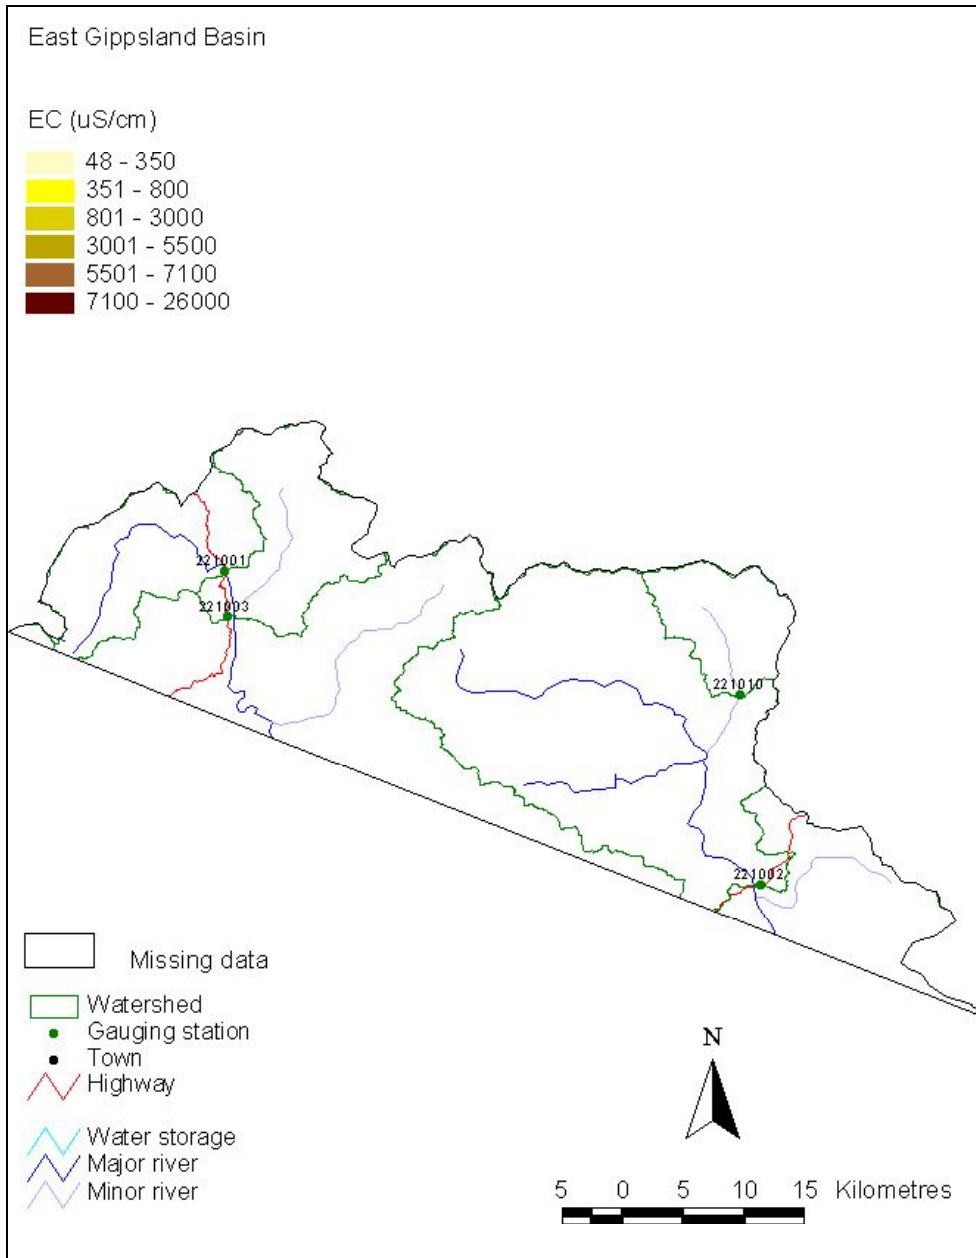 East Gippsland Basin
EC (uS/cm)
48 - 350
351 - 800
801 - 3000
3001 - 5500
5501 - 7100
7100 - 26000
221001
221003
221010
221002
Missing data
Watershed
Gauging station
Town
Highway
Water storage
Major river
Minor river
N
5 0 5 10 15 Kilometres